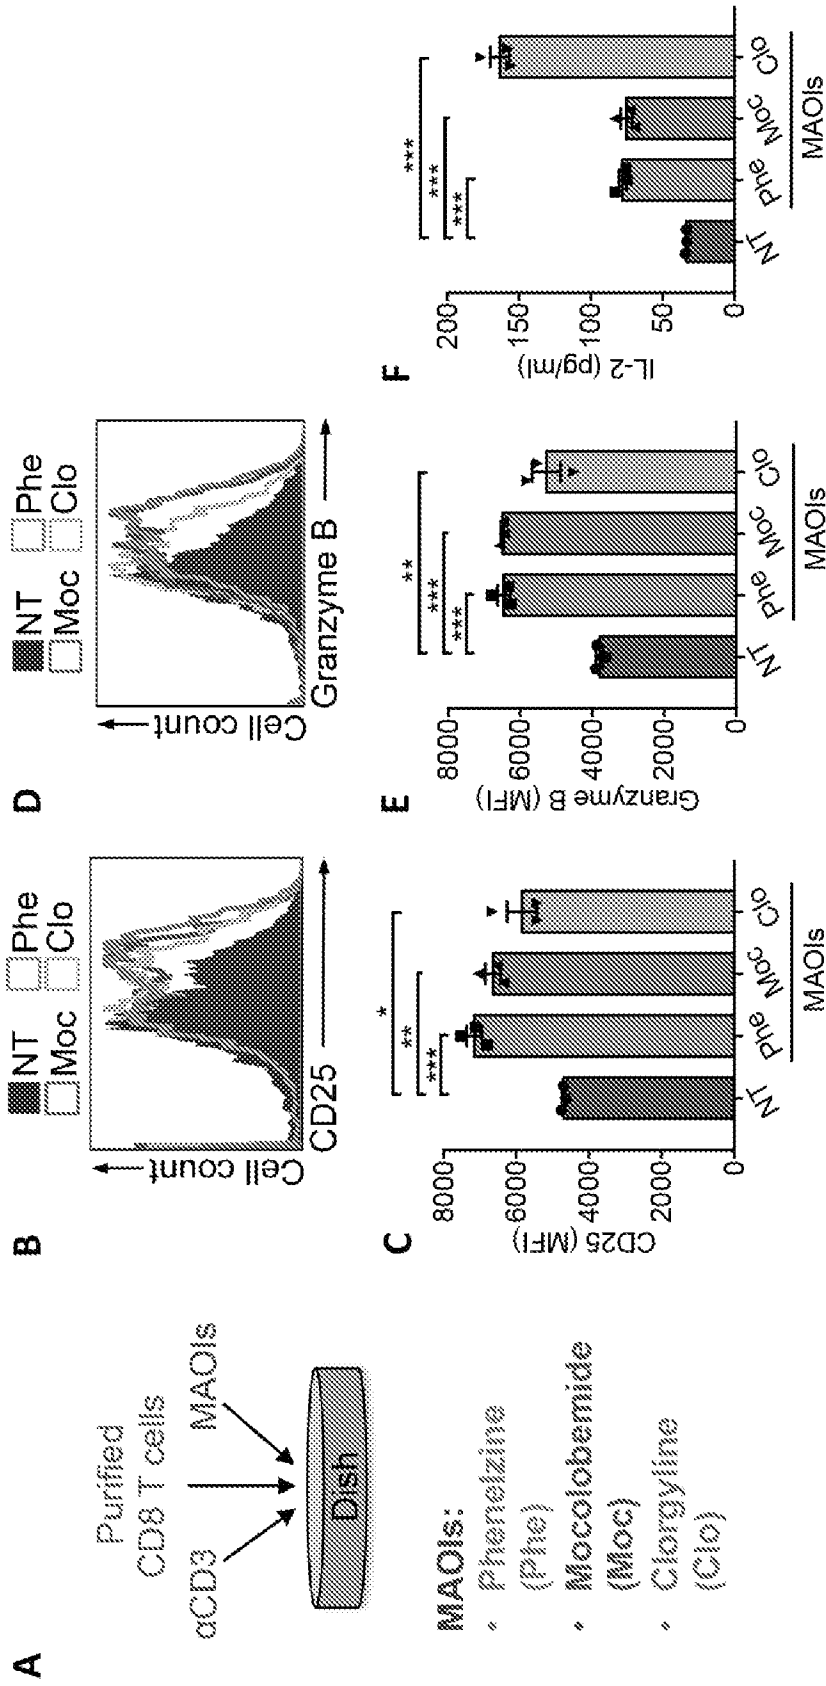 A
Purified
CD8 T cells
αCD3
MAOIs
Dish
MAOIs:
Phenelzine
(Phe)
Mocolobemide
(Moc)
Clorgyline
(Clo)
B
NT Phe
Moc Clo
Cell count
CD25
C
CD25 (MFI)
8000
6000
4000
2000
0
*
**
***
NT Phe Moc Clo
MAOIs
D
NT Phe
Moc Clo
Cell count
Granzyme B
E
Granzyme B (MFI)
8000
6000
4000
2000
0
**
***
***
NT Phe Moc Clo
MAOIs
F
IL-2 (pg/ml)
200
150
100
50
0
***
***
***
NT Phe Moc Clo
MAOIs